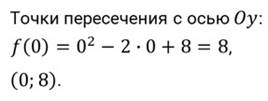 Точки пересечения с осью Oy:
f(0) = 0² − 2 · 0 + 8 = 8,
(0; 8).